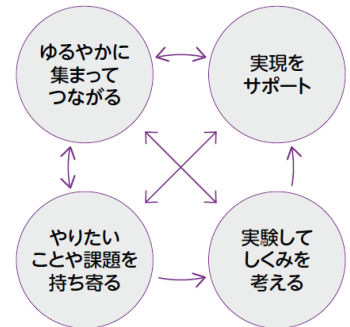 ゆるやかに
集まって
つながる
実現を
サポート
やりたい
ことや課題を
持ち寄る
実験して
しくみを
考える